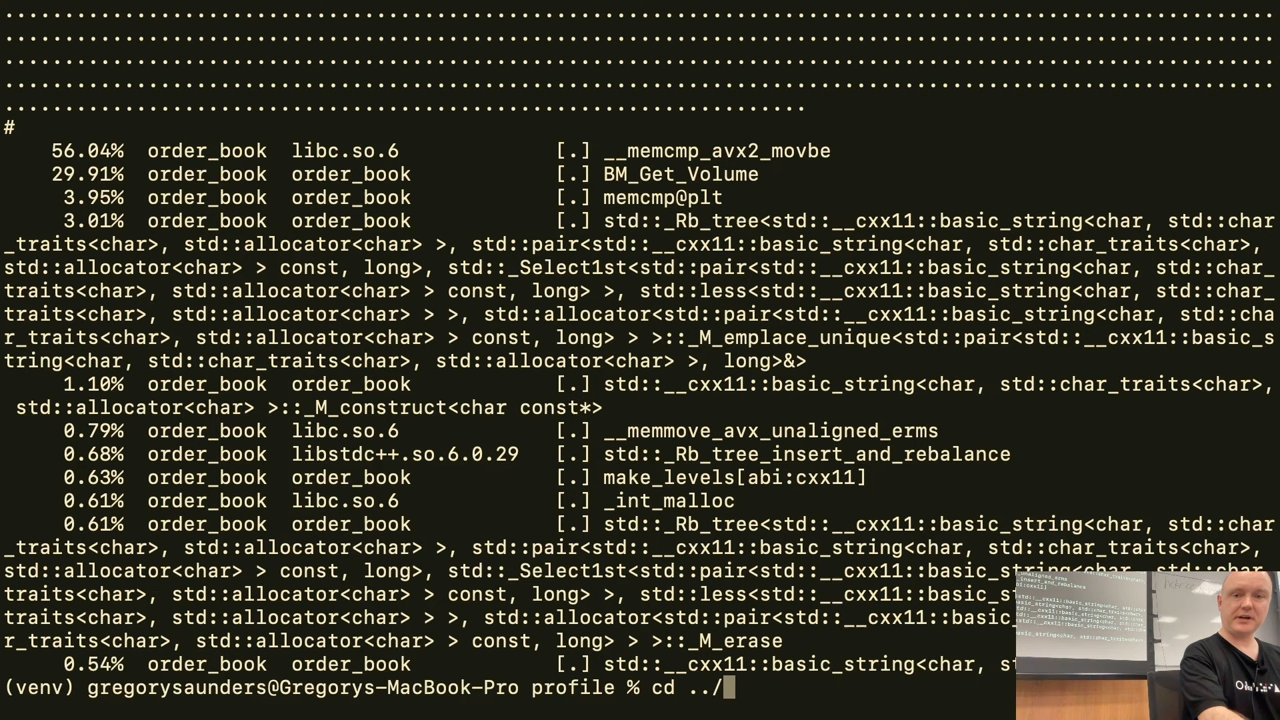 #
56.04% order_book libc.so.6 [.] __memcmp_avx2_movbe
29.91% order_book order_book [.] BM_Get_Volume
3.95% order_book order_book [.] memcmp@plt
3.01% order_book order_book [.] std::_Rb_tree<std::__cxx11::basic_string<char, std::char
_traits<char>, std::allocator<char> >, std::pair<std::__cxx11::basic_string<char, std::char_traits<char>,
std::allocator<char> > const, long>, std::_Select1st<std::pair<std::__cxx11::basic_string<char, std::char_
traits<char>, std::allocator<char> > const, long> >, std::less<std::__cxx11::basic_string<char, std::char_
traits<char>, std::allocator<char> > >, std::allocator<std::pair<std::__cxx11::basic_string<char, std::cha
r_traits<char>, std::allocator<char> > const, long> > >::_M_emplace_unique<std::pair<std::__cxx11::basic_s
tring<char, std::char_traits<char>, std::allocator<char> >, long>&>
1.10% order_book order_book [.] std::__cxx11::basic_string<char, std::char_traits<char>,
std::allocator<char> >::_M_construct<char const*>
0.79% order_book libc.so.6 [.] __memmove_avx_unaligned_erms
0.68% order_book libstdc++.so.6.0.29 [.] std::_Rb_tree_insert_and_rebalance
0.63% order_book order_book [.] make_levels[abi:cxx11]
0.61% order_book libc.so.6 [.] _int_malloc
0.61% order_book order_book [.] std::_Rb_tree<std::__cxx11::basic_string<char, std::char
_traits<char>, std::allocator<char> >, std::pair<std::__cxx11::basic_string<char, std::char_traits<char>,
std::allocator<char> > const, long>, std::_Select1st<std::pair<std::__cxx11::basic_string<char, std::char_
traits<char>, std::allocator<char> > const, long> >, std::less<std::__c
traits<char>, std::allocator<char> > >, std::allocator<std::pair<std::_
r_traits<char>, std::allocator<char> > const, long> > >::_M_erase
0.54% order_book order_book [.] std::__cxx11::basic_string<char, st
(venv) gregorysaunders@Gregorys-MacBook-Pro profile % cd ../